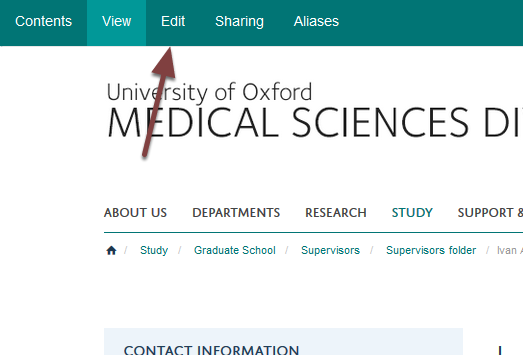 Contents View Edit Sharing Aliases
University of Oxford
MEDICAL SCIENCES DI
ABOUT US DEPARTMENTS RESEARCH STUDY SUPPORT &
/ Study / Graduate School / Supervisors / Supervisors folder / Ivan A
CONTACT INFORMATION